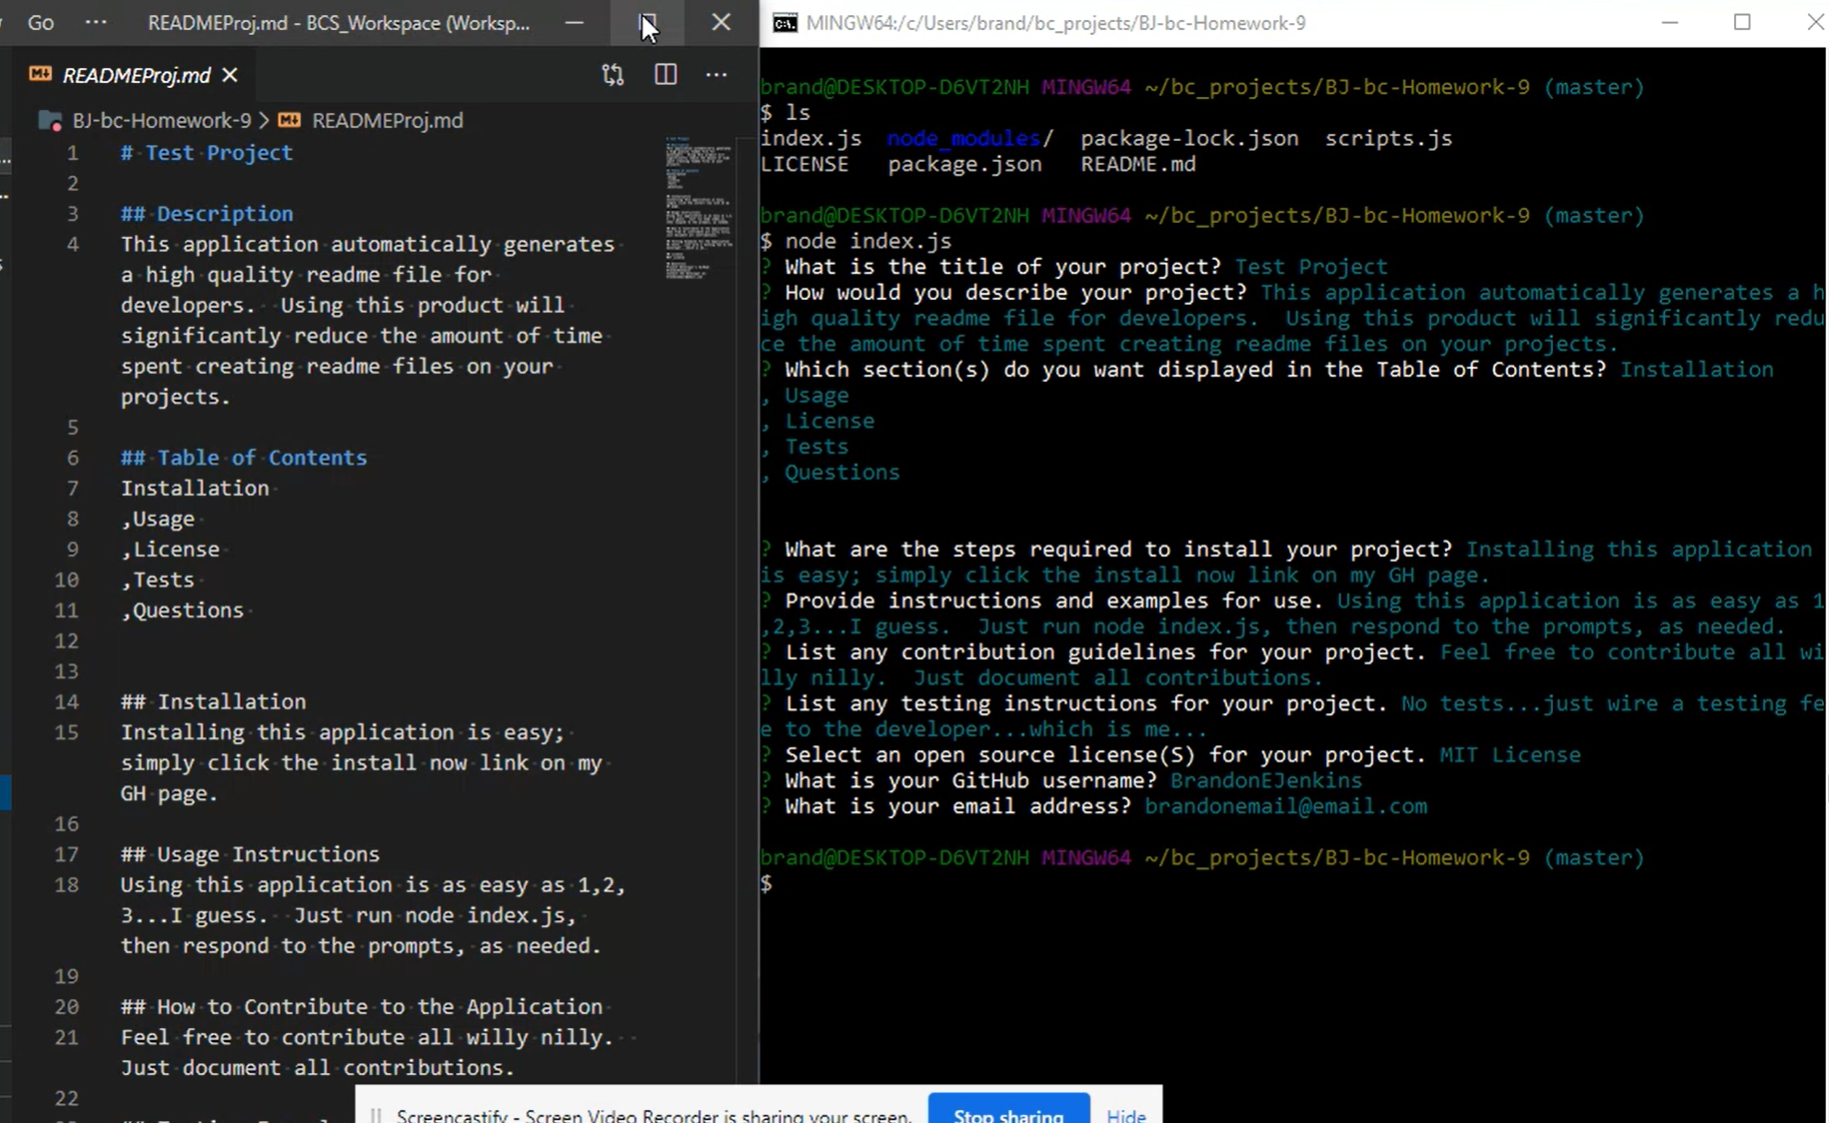 Go ··· READMEProj.md - BCS_Workspace (Worksp...
READMEProj.md
BJ-bc-Homework-9 > READMEProj.md
1 # Test Project
2
3 ## Description
4 This application automatically generates
a high quality readme file for
developers.  Using this product will
significantly reduce the amount of time
spent creating readme files on your
projects.
5
6 ## Table of Contents
7 Installation
8 ,Usage
9 ,License
10 ,Tests
11 ,Questions
12
13
14 ## Installation
15 Installing this application is easy;
simply click the install now link on my
GH page.
16
17 ## Usage Instructions
18 Using this application is as easy as 1,2,
3...I guess.  Just run node index.js,
then respond to the prompts, as needed.
19
20 ## How to Contribute to the Application
21 Feel free to contribute all willy nilly.
Just document all contributions.
22
MINGW64:/c/Users/brand/bc_projects/BJ-bc-Homework-9
brand@DESKTOP-D6VT2NH MINGW64 ~/bc_projects/BJ-bc-Homework-9 (master)
$ ls
index.js  node_modules/  package-lock.json  scripts.js
LICENSE  package.json  README.md
brand@DESKTOP-D6VT2NH MINGW64 ~/bc_projects/BJ-bc-Homework-9 (master)
$ node index.js
? What is the title of your project? Test Project
? How would you describe your project? This application automatically generates a h
igh quality readme file for developers.  Using this product will significantly redu
ce the amount of time spent creating readme files on your projects.
? Which section(s) do you want displayed in the Table of Contents? Installation
, Usage
, License
, Tests
, Questions
? What are the steps required to install your project? Installing this application
is easy; simply click the install now link on my GH page.
? Provide instructions and examples for use. Using this application is as easy as 1
,2,3...I guess.  Just run node index.js, then respond to the prompts, as needed.
? List any contribution guidelines for your project. Feel free to contribute all wi
lly nilly.  Just document all contributions.
? List any testing instructions for your project. No tests...just wire a testing fe
e to the developer...which is me...
? Select an open source license(S) for your project. MIT License
? What is your GitHub username? BrandonEJenkins
? What is your email address? brandonemail@email.com
brand@DESKTOP-D6VT2NH MINGW64 ~/bc_projects/BJ-bc-Homework-9 (master)
$
Screencastify - Screen Video Recorder is sharing your screen. Stop sharing Hide